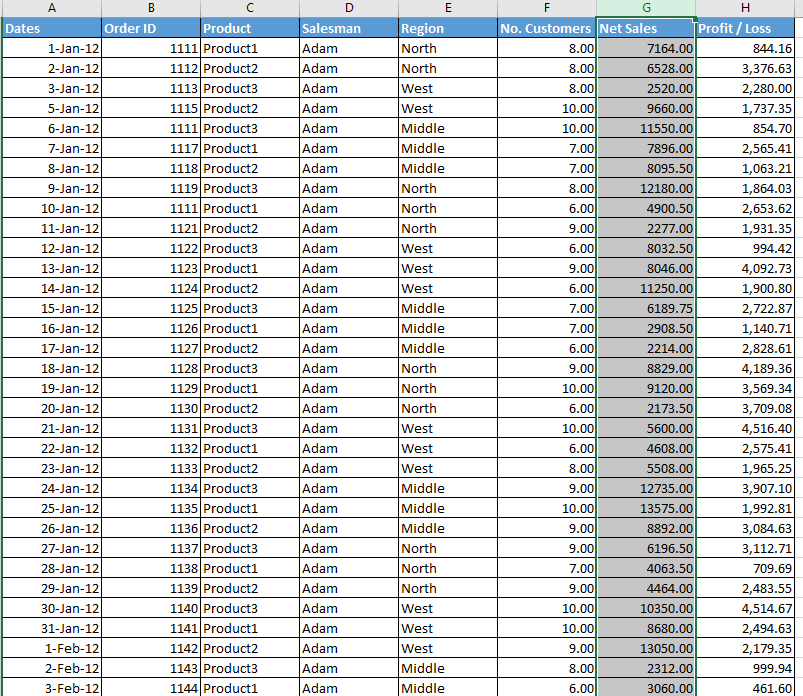 A B C D E F G H
Dates Order ID Product Salesman Region No. Customers Net Sales Profit / Loss
1-Jan-12 1111 Product1 Adam North 8.00 7164.00 844.16
2-Jan-12 1112 Product2 Adam North 8.00 6528.00 3,376.63
3-Jan-12 1113 Product3 Adam West 8.00 2520.00 2,280.00
5-Jan-12 1115 Product2 Adam West 10.00 9660.00 1,737.35
6-Jan-12 1111 Product3 Adam Middle 10.00 11550.00 854.70
7-Jan-12 1117 Product1 Adam Middle 7.00 7896.00 2,565.41
8-Jan-12 1118 Product2 Adam Middle 7.00 8095.50 1,063.21
9-Jan-12 1119 Product3 Adam North 8.00 12180.00 1,864.03
10-Jan-12 1111 Product1 Adam North 6.00 4900.50 2,653.62
11-Jan-12 1121 Product2 Adam North 9.00 2277.00 1,931.35
12-Jan-12 1122 Product3 Adam West 6.00 8032.50 994.42
13-Jan-12 1123 Product1 Adam West 9.00 8046.00 4,092.73
14-Jan-12 1124 Product2 Adam West 6.00 11250.00 1,900.80
15-Jan-12 1125 Product3 Adam Middle 7.00 6189.75 2,722.87
16-Jan-12 1126 Product1 Adam Middle 7.00 2908.50 1,140.71
17-Jan-12 1127 Product2 Adam Middle 6.00 2214.00 2,828.61
18-Jan-12 1128 Product3 Adam North 9.00 8829.00 4,189.36
19-Jan-12 1129 Product1 Adam North 10.00 9120.00 3,569.34
20-Jan-12 1130 Product2 Adam North 6.00 2173.50 3,709.08
21-Jan-12 1131 Product3 Adam West 10.00 5600.00 4,516.40
22-Jan-12 1132 Product1 Adam West 6.00 4608.00 2,575.41
23-Jan-12 1133 Product2 Adam West 8.00 5508.00 1,965.25
24-Jan-12 1134 Product3 Adam Middle 9.00 12735.00 3,907.10
25-Jan-12 1135 Product1 Adam Middle 10.00 13575.00 1,992.81
26-Jan-12 1136 Product2 Adam Middle 9.00 8892.00 3,084.63
27-Jan-12 1137 Product3 Adam North 9.00 6196.50 3,112.71
28-Jan-12 1138 Product1 Adam North 7.00 4063.50 709.69
29-Jan-12 1139 Product2 Adam North 9.00 4464.00 2,483.55
30-Jan-12 1140 Product3 Adam West 10.00 10350.00 4,514.67
31-Jan-12 1141 Product1 Adam West 10.00 8680.00 2,494.63
1-Feb-12 1142 Product2 Adam West 9.00 13050.00 2,179.35
2-Feb-12 1143 Product3 Adam Middle 8.00 2312.00 999.94
3-Feb-12 1144 Product1 Adam Middle 6.00 3060.00 461.60